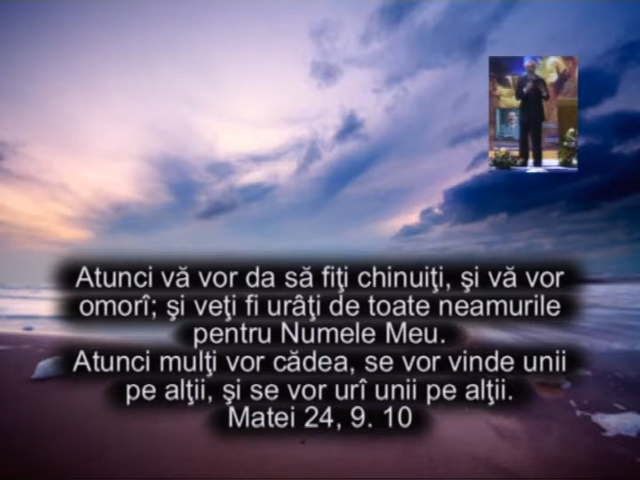 Atunci vă vor da să fiţi chinuiţi, şi vă vor
omorî; şi veţi fi urâţi de toate neamurile
pentru Numele Meu.
Atunci mulţi vor cădea, se vor vinde unii
pe alţii, şi se vor urî unii pe alţii.
Matei 24, 9. 10